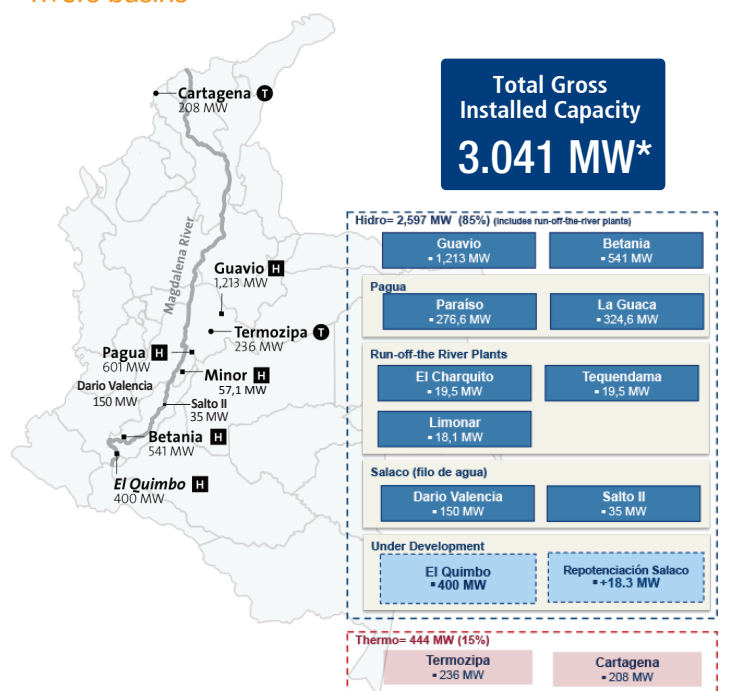 rivers basins
Total Gross
Installed Capacity
3.041 MW*
Cartagena T
208 MW
Magdalena River
Guavio H
1,213 MW
Termozipa T
236 MW
Pagua H
601 MW
Minor H
57,1 MW
Dario Valencia
150 MW
Salto II
35 MW
Betania H
541 MW
El Quimbo H
400 MW
Hidro= 2,597 MW (85%) (includes run-off-the-river plants)
Guavio
▪ 1,213 MW
Betania
▪ 541 MW
Pagua
Paraíso
▪ 276,6 MW
La Guaca
▪ 324,6 MW
Run-off-the River Plants
El Charquito
▪ 19,5 MW
Tequendama
▪ 19,5 MW
Limonar
▪ 18,1 MW
Salaco (filo de agua)
Dario Valencia
▪ 150 MW
Salto II
▪ 35 MW
Under Development
El Quimbo
▪ 400 MW
Repotenciación Salaco
▪ +18.3 MW
Thermo= 444 MW (15%)
Termozipa
▪ 236 MW
Cartagena
▪ 208 MW